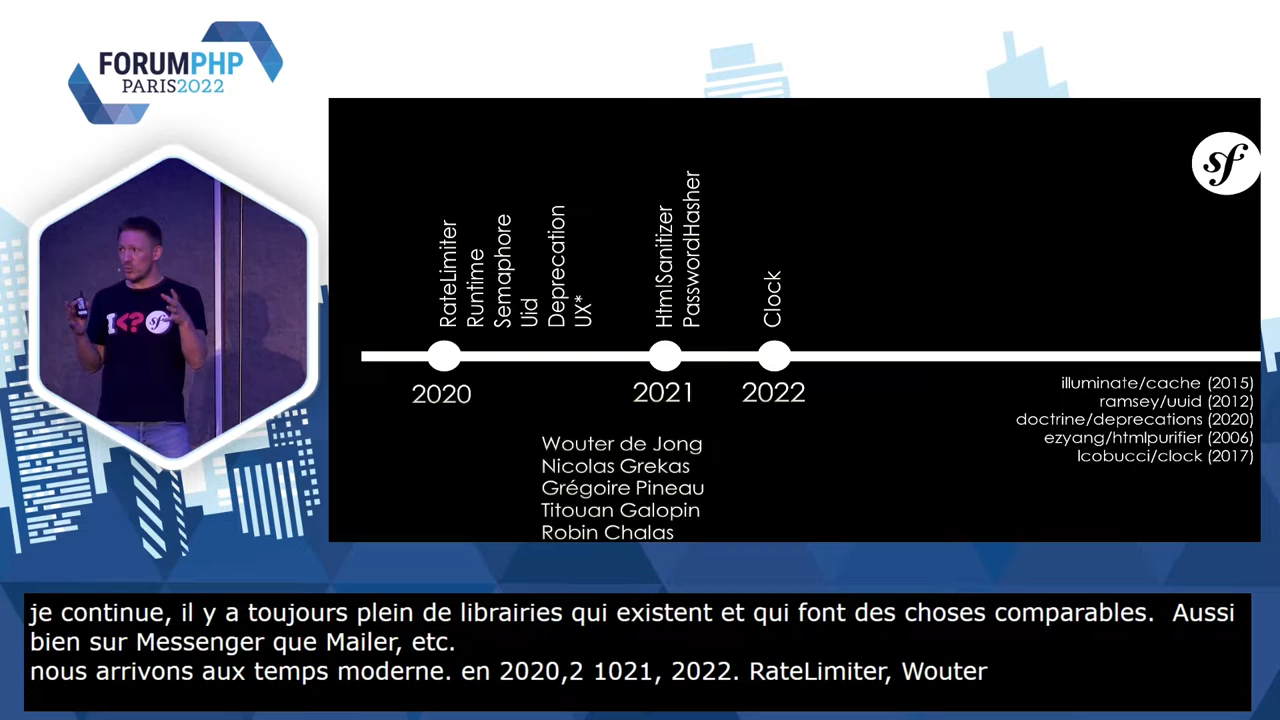 FORUMPHP
PARIS2022
sf
I <? sf
RateLimiter
Runtime
Semaphore
Uid
Deprecation
UX*
HtmlSanitizer
PasswordHasher
Clock
2020
2021
2022
illuminate/cache (2015)
ramsey/uuid (2012)
doctrine/deprecations (2020)
ezyang/htmlpurifier (2006)
lcobucci/clock (2017)
Wouter de Jong
Nicolas Grekas
Grégoire Pineau
Titouan Galopin
Robin Chalas
je continue, il y a toujours plein de librairies qui existent et qui font des choses comparables.  Aussi
bien sur Messenger que Mailer, etc.
nous arrivons aux temps moderne. en 2020,2 1021, 2022. RateLimiter, Wouter